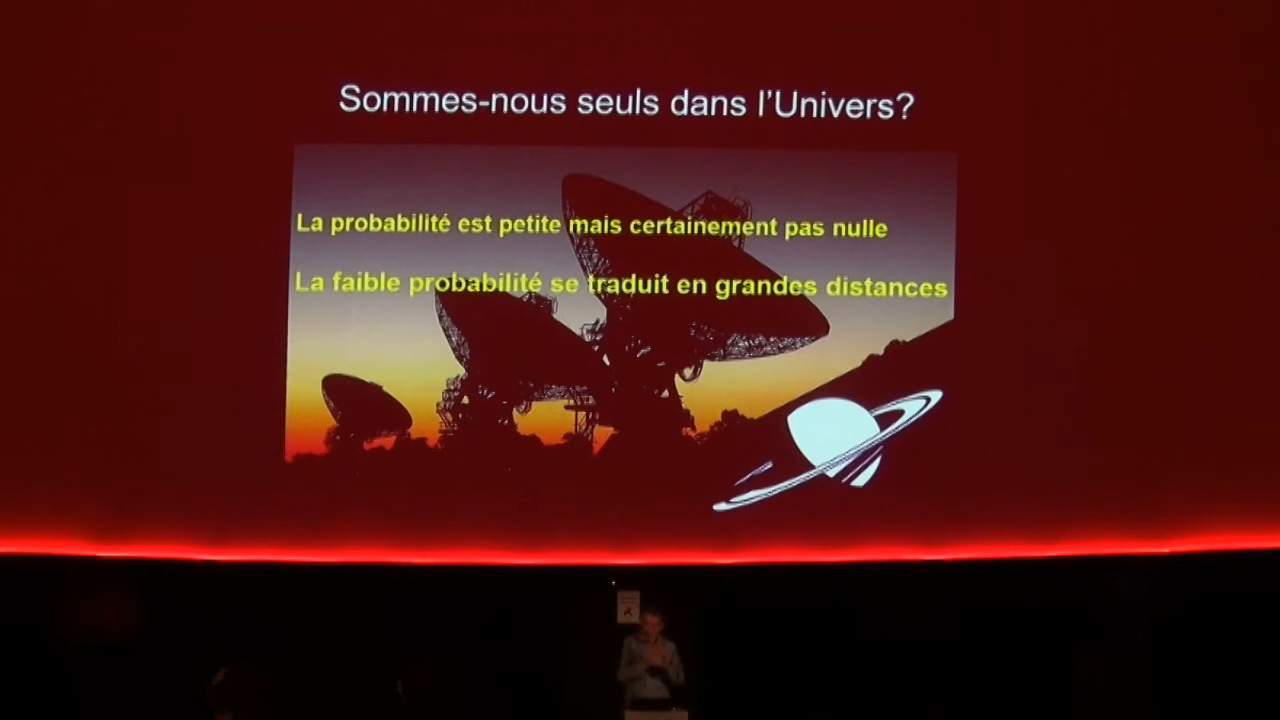 Sommes-nous seuls dans l'Univers?
La probabilité est petite mais certainement pas nulle
La faible probabilité se traduit en grandes distances